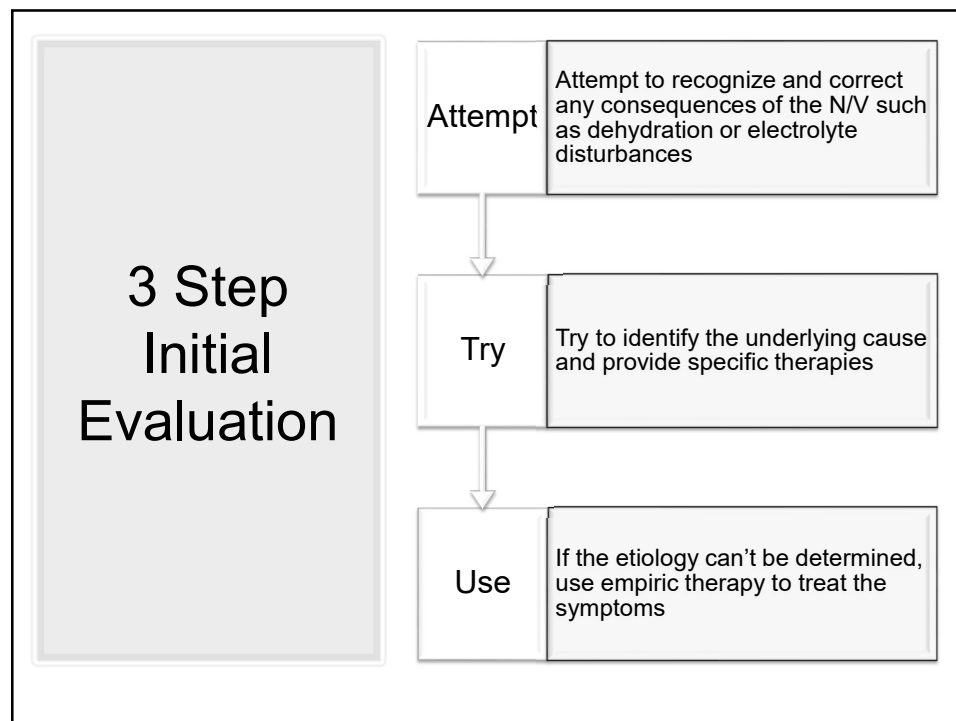 3 Step
Initial
Evaluation
Attempt
Attempt to recognize and correct
any consequences of the N/V such
as dehydration or electrolyte
disturbances
Try
Try to identify the underlying cause
and provide specific therapies
Use
If the etiology can’t be determined,
use empiric therapy to treat the
symptoms